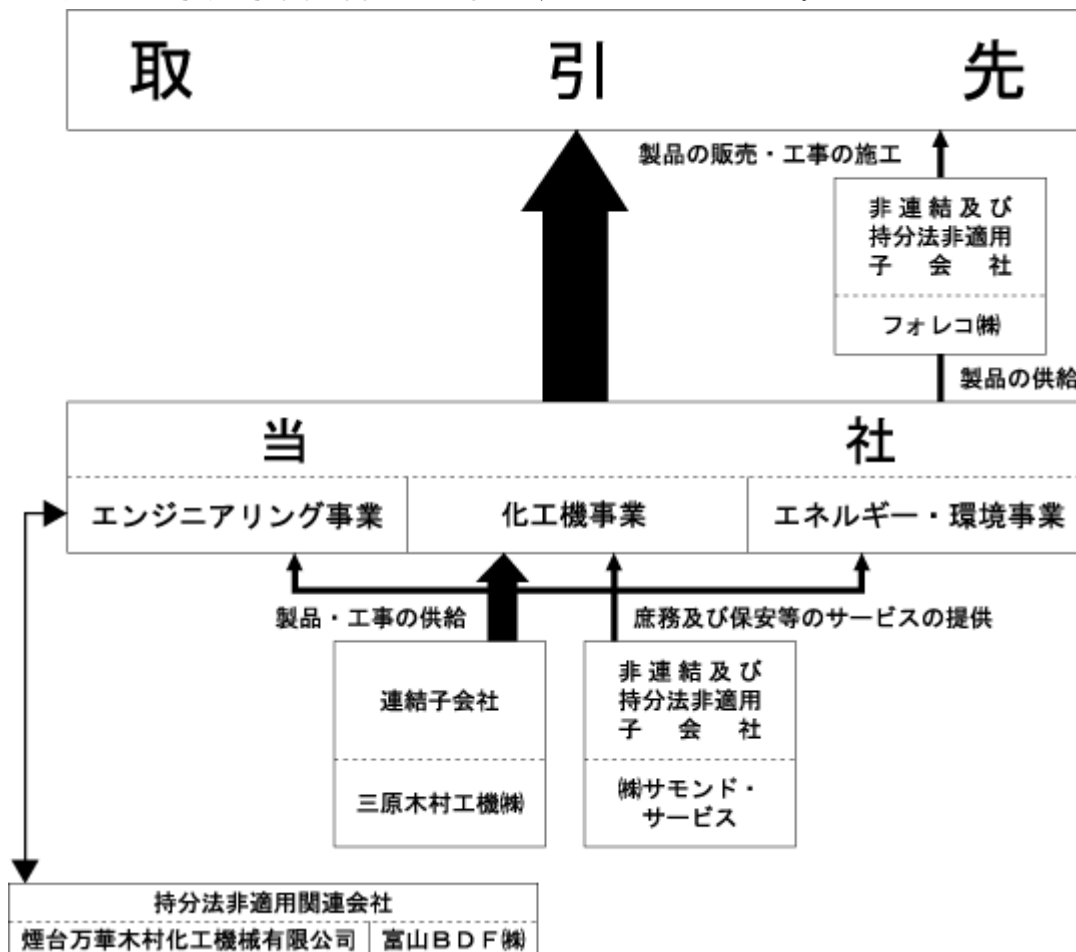 取引先
製品の販売・工事の施工
非連結及び
持分法非適用
子会社
フォレコ㈱
製品の供給
当社
エンジニアリング事業
化工機事業
エネルギー・環境事業
製品・工事の供給
庶務及び保安等のサービスの提供
連結子会社
三原木村工機㈱
非連結及び
持分法非適用
子会社
㈱サモンド・
サービス
持分法非適用関連会社
煙台万華木村化工機械有限公司
富山ＢＤＦ㈱